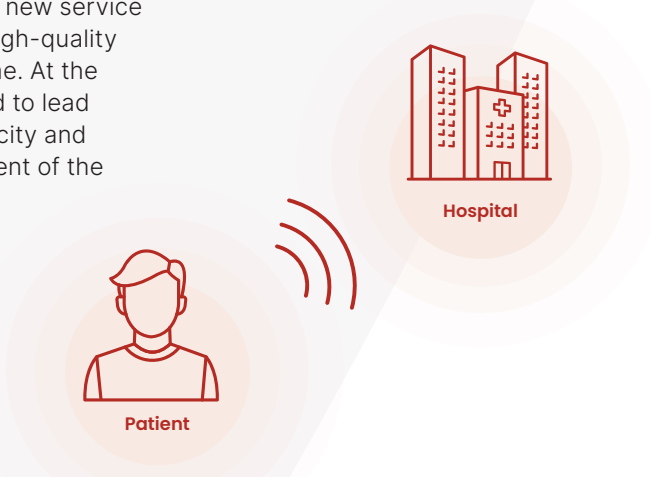 new service
gh-quality
e. At the
d to lead
city and
ent of the
Hospital
Patient